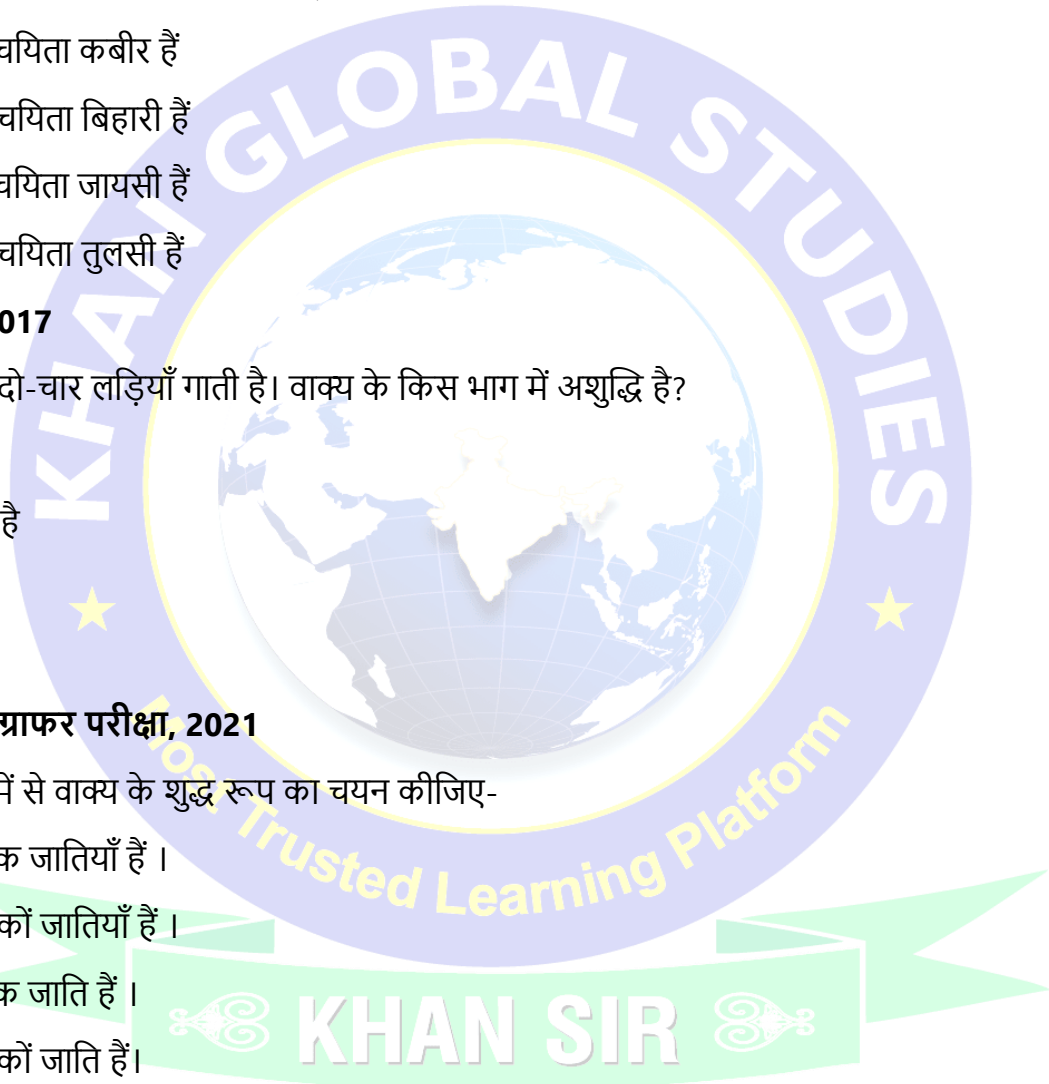 चयिता कबीर हैं
चयिता बिहारी हैं
चयिता जायसी हैं
चयिता तुलसी हैं
017
दो-चार लड़ियाँ गाती है। वाक्य के किस भाग में अशुद्धि है?
है
ग्राफर परीक्षा, 2021
में से वाक्य के शुद्ध रूप का चयन कीजिए-
क जातियाँ हैं ।
कों जातियाँ हैं ।
क जाति हैं ।
कों जाति हैं।
KHAN GLOBAL STUDIES
Most Trusted Learning Platform
KHAN SIR